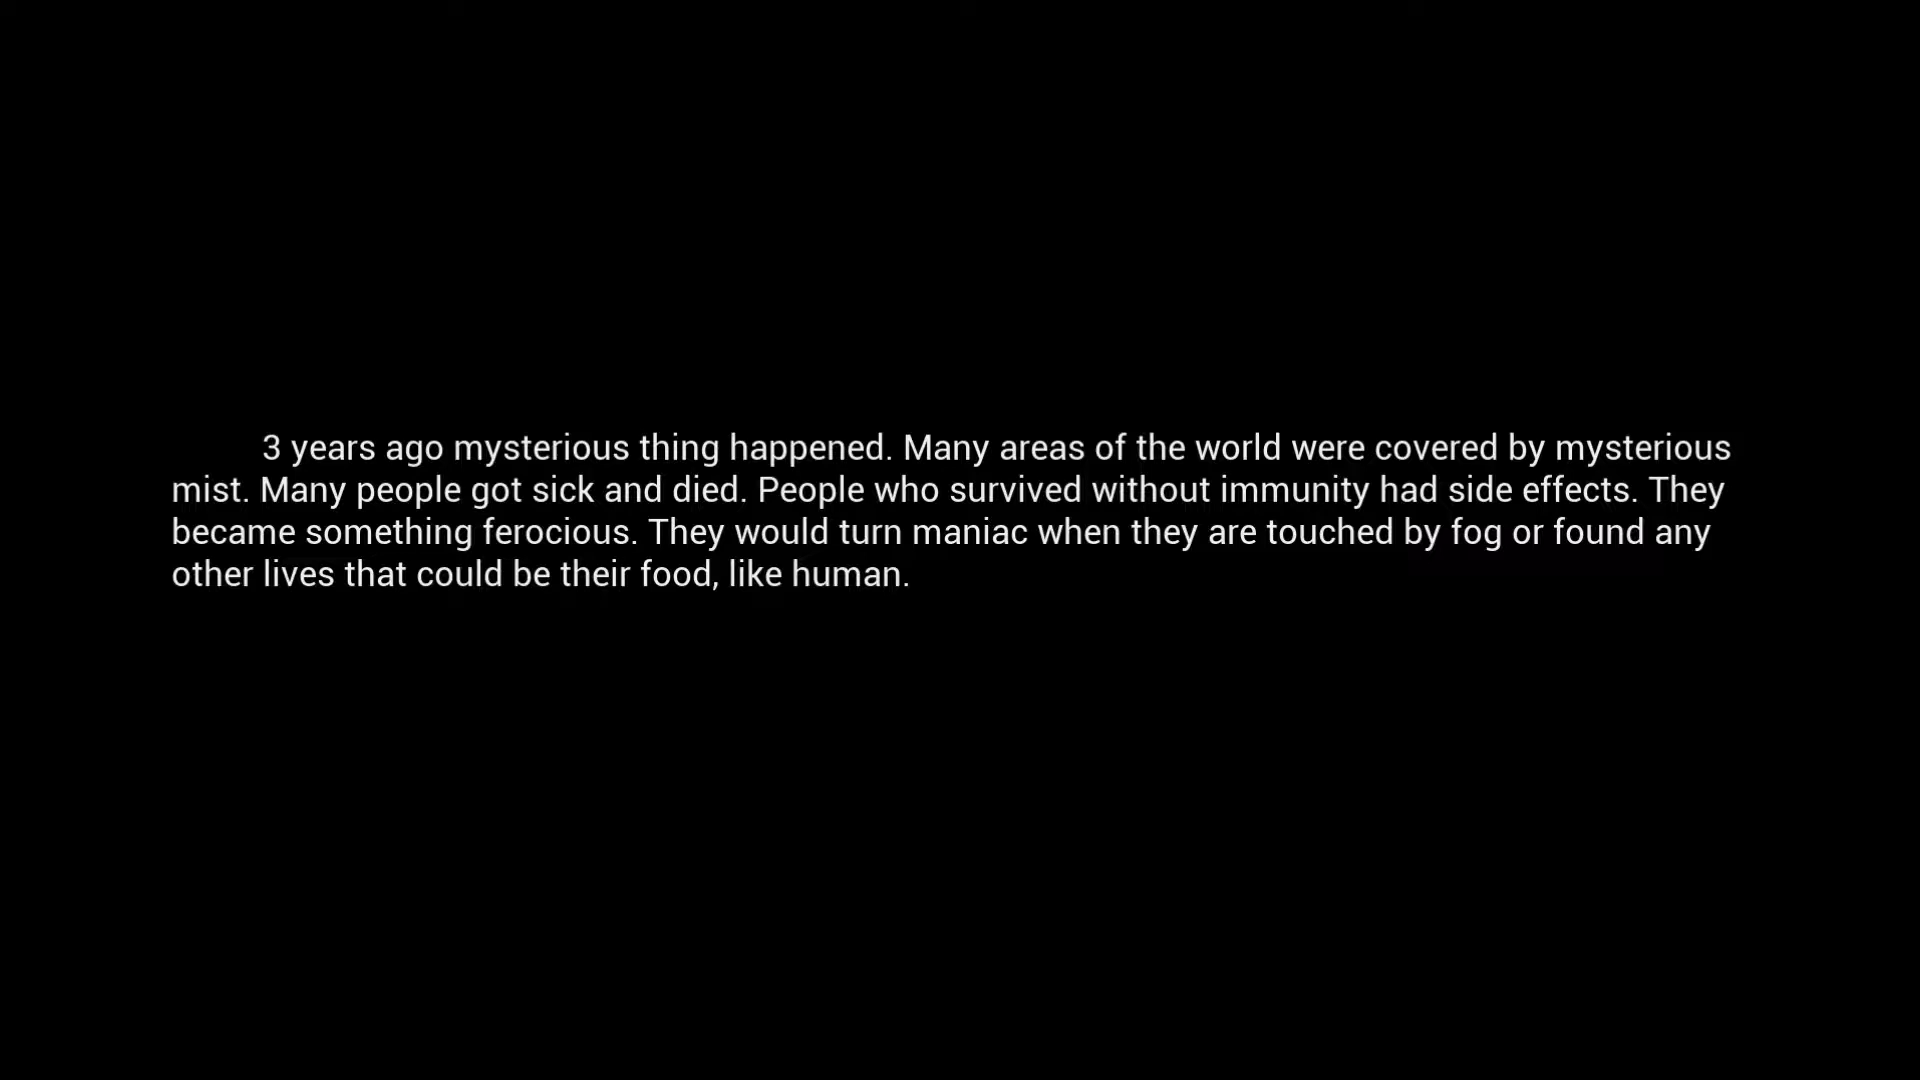 3 years ago mysterious thing happened. Many areas of the world were covered by mysterious
mist. Many people got sick and died. People who survived without immunity had side effects. They
became something ferocious. They would turn maniac when they are touched by fog or found any
other lives that could be their food, like human.